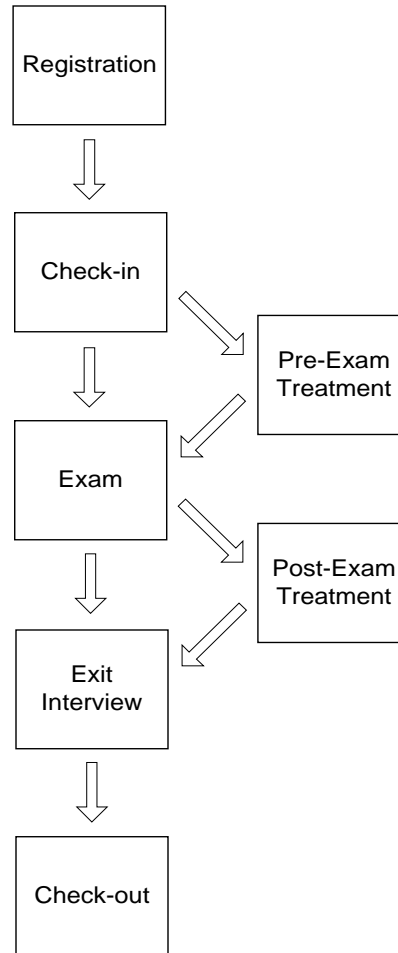 Registration
Check-in
Pre-Exam
Treatment
Exam
Post-Exam
Treatment
Exit
Interview
Check-out